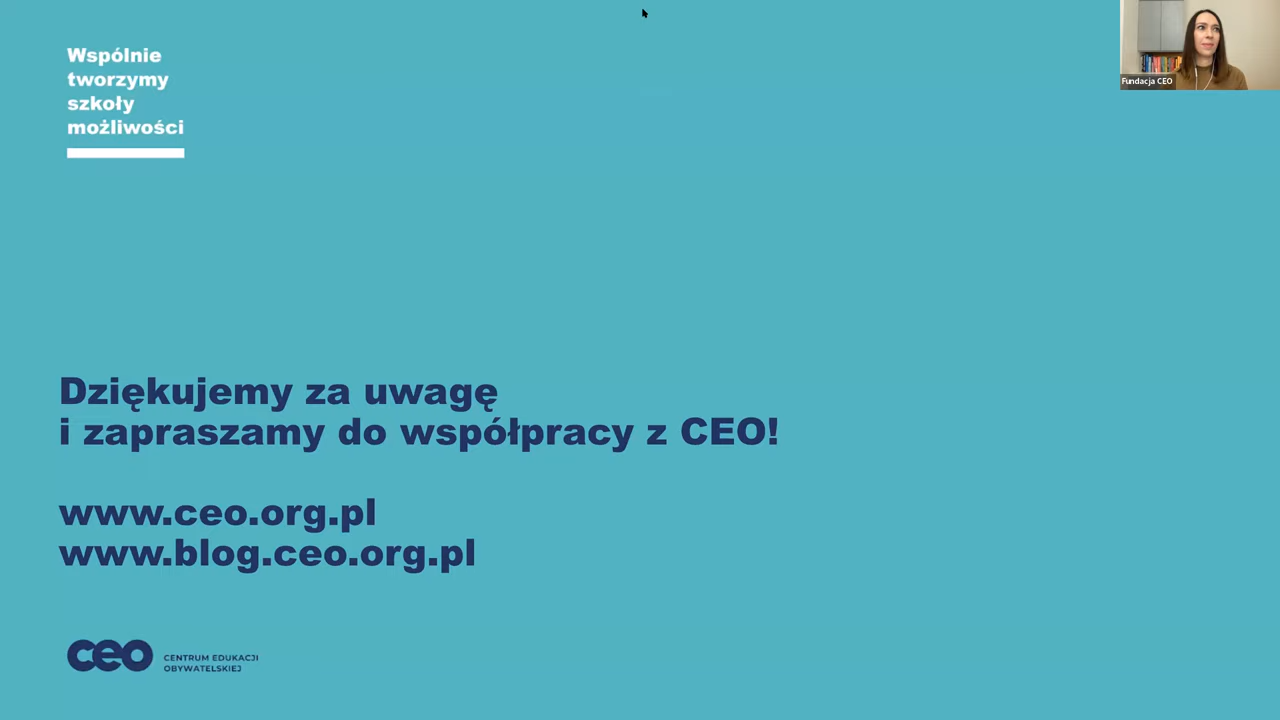 Wspólnie
tworzymy
szkoły
możliwości
Fundacja CEO
Dziękujemy za uwagę
i zapraszamy do współpracy z CEO!
www.ceo.org.pl
www.blog.ceo.org.pl
ceo
CENTRUM EDUKACJI
OBYWATELSKIEJ